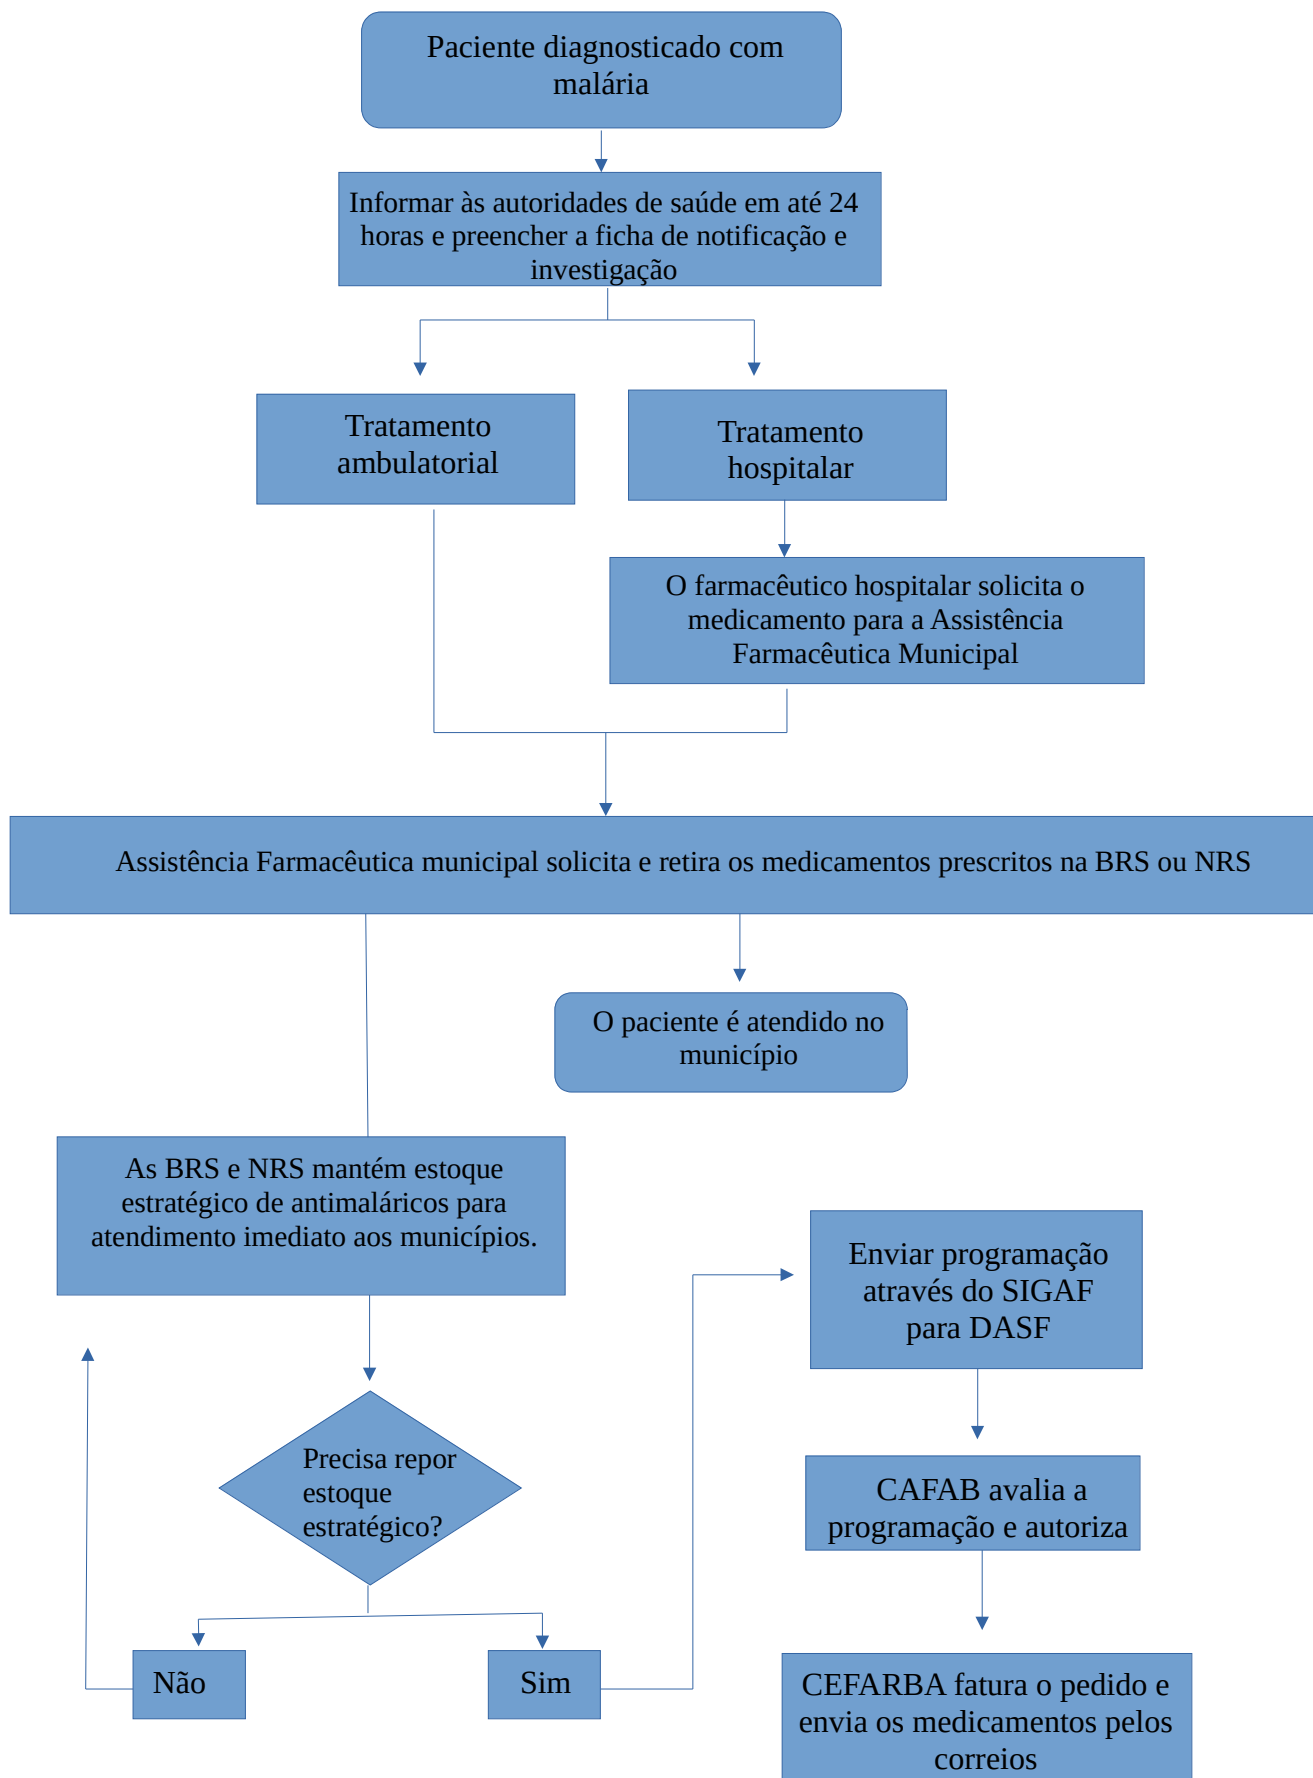 Paciente diagnosticado com
malária
Informar às autoridades de saúde em até 24
horas e preencher a ficha de notificação e
investigação
Tratamento
ambulatorial
Tratamento
hospitalar
O farmacêutico hospitalar solicita o
medicamento para a Assistência
Farmacêutica Municipal
Assistência Farmacêutica municipal solicita e retira os medicamentos prescritos na BRS ou NRS
O paciente é atendido no
município
As BRS e NRS mantém estoque
estratégico de antimaláricos para
atendimento imediato aos municípios.
Precisa repor
estoque
estratégico?
Não
Sim
Enviar programação
através do SIGAF
para DASF
CAFAB avalia a
programação e autoriza
CEFARBA fatura o pedido e
envia os medicamentos pelos
correios